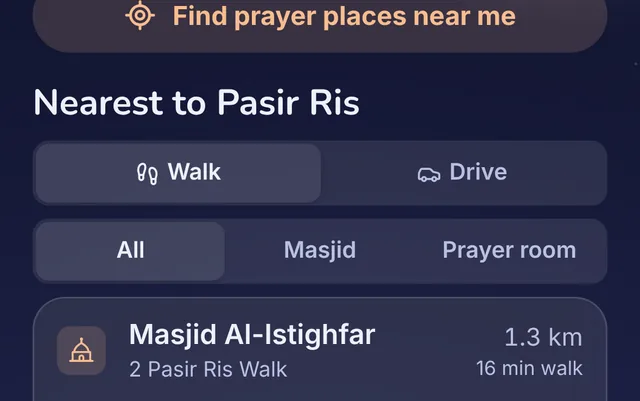 Find prayer places near me
Nearest to Pasir Ris
Walk
Drive
All
Masjid
Prayer room
Masjid Al-Istighfar
1.3 km
2 Pasir Ris Walk
16 min walk